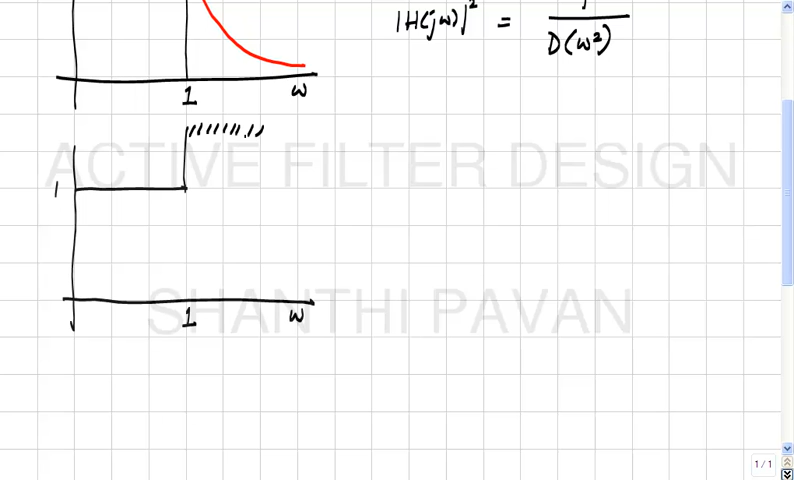 |H(jω)|² = 1 / D(ω²)
1 ω
ACTIVE FILTER DESIGN
1
SHANTHI PAVAN
1 ω
1 / 1